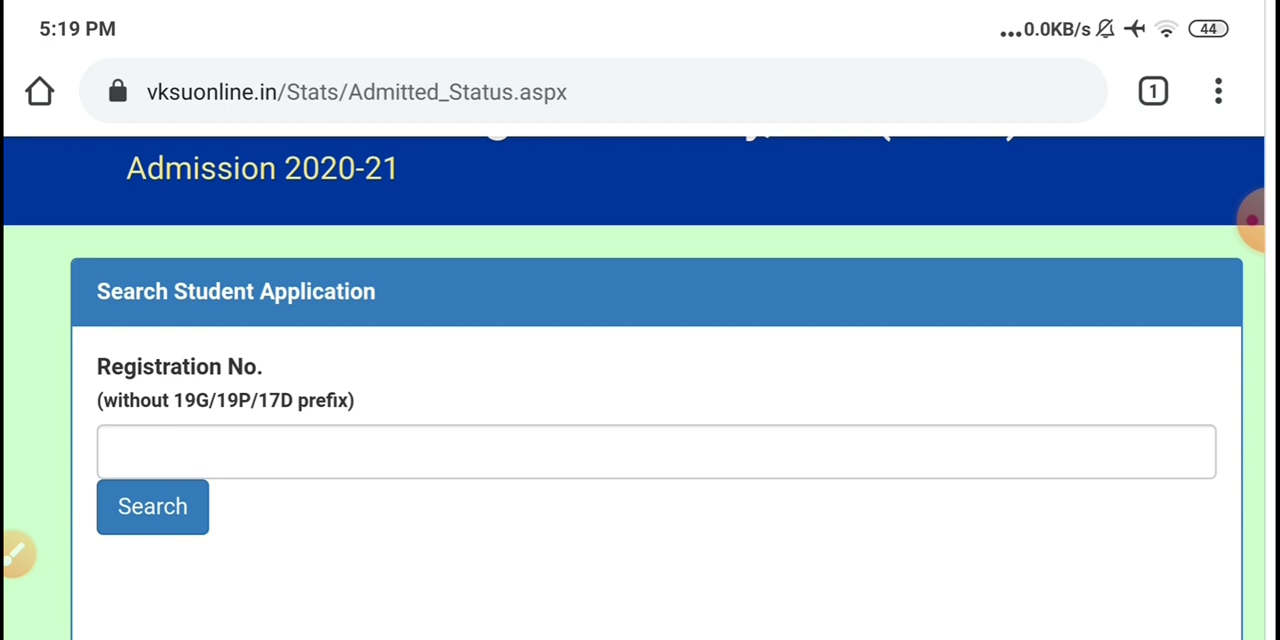 5:19 PM
...0.0KB/s
44
vksuonline.in/Stats/Admitted_Status.aspx
1
Admission 2020-21
Search Student Application
Registration No.
(without 19G/19P/17D prefix)
Search